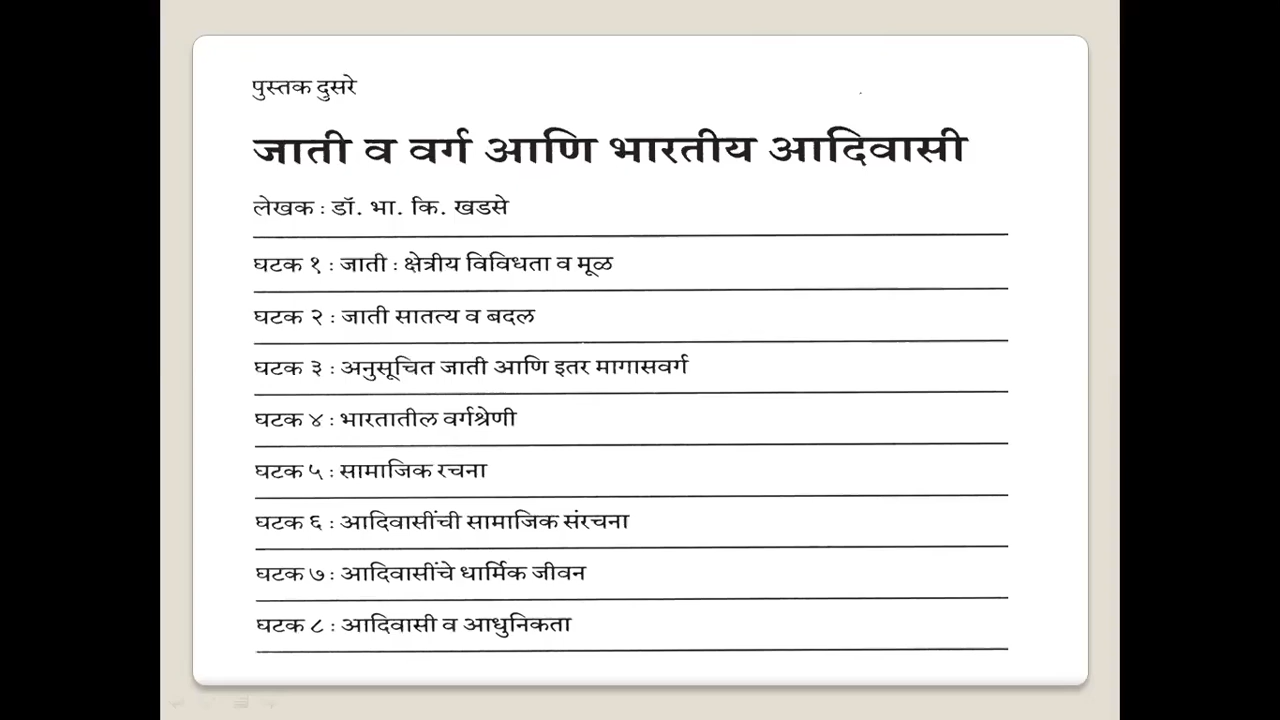 पुस्तक दुसरे
जाती व वर्ग आणि भारतीय आदिवासी
लेखक : डॉ. भा. कि. खडसे
घटक १ : जाती : क्षेत्रीय विविधता व मूळ
घटक २ : जाती सातत्य व बदल
घटक ३ : अनुसूचित जाती आणि इतर मागासवर्ग
घटक ४ : भारतातील वर्गश्रेणी
घटक ५ : सामाजिक रचना
घटक ६ : आदिवासींची सामाजिक संरचना
घटक ७ : आदिवासींचे धार्मिक जीवन
घटक ८ : आदिवासी व आधुनिकता